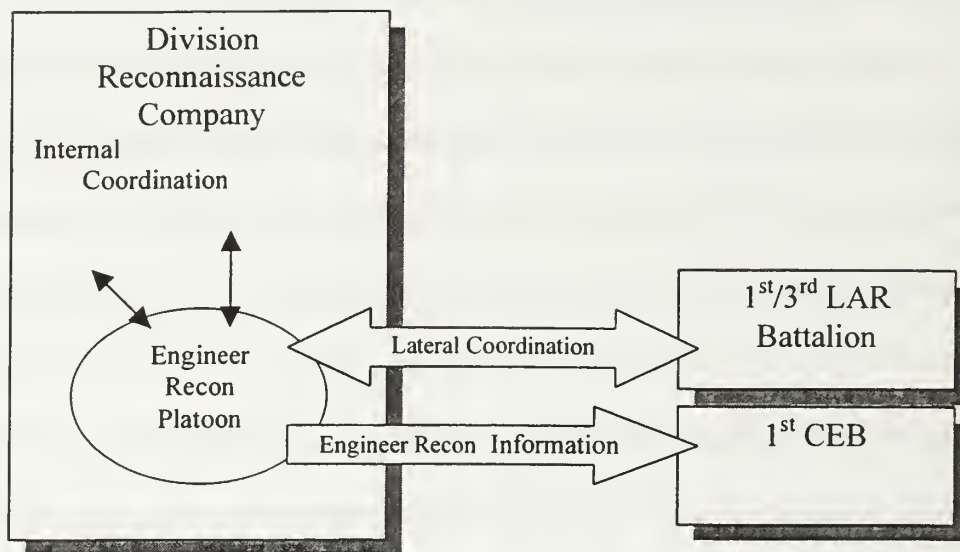 Division
Reconnaissance
Company
Internal
Coordination
Engineer
Recon
Platoon
Lateral Coordination
Engineer Recon Information
1st/3rd LAR
Battalion
1st CEB